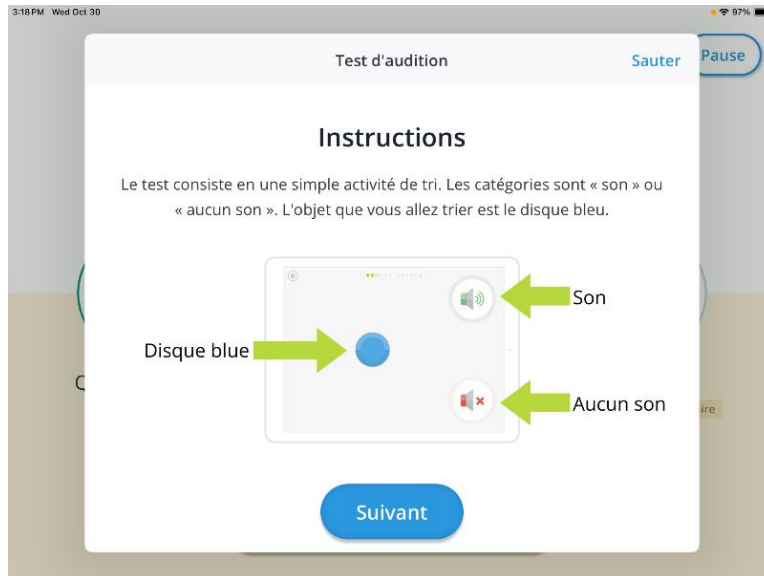 3:18 PM Wed Oct 30
97%
Test d'audition
Sauter
Pause
Instructions
Le test consiste en une simple activité de tri. Les catégories sont « son » ou
« aucun son ». L'objet que vous allez trier est le disque bleu.
Son
Disque blue
Aucun son
Suivant